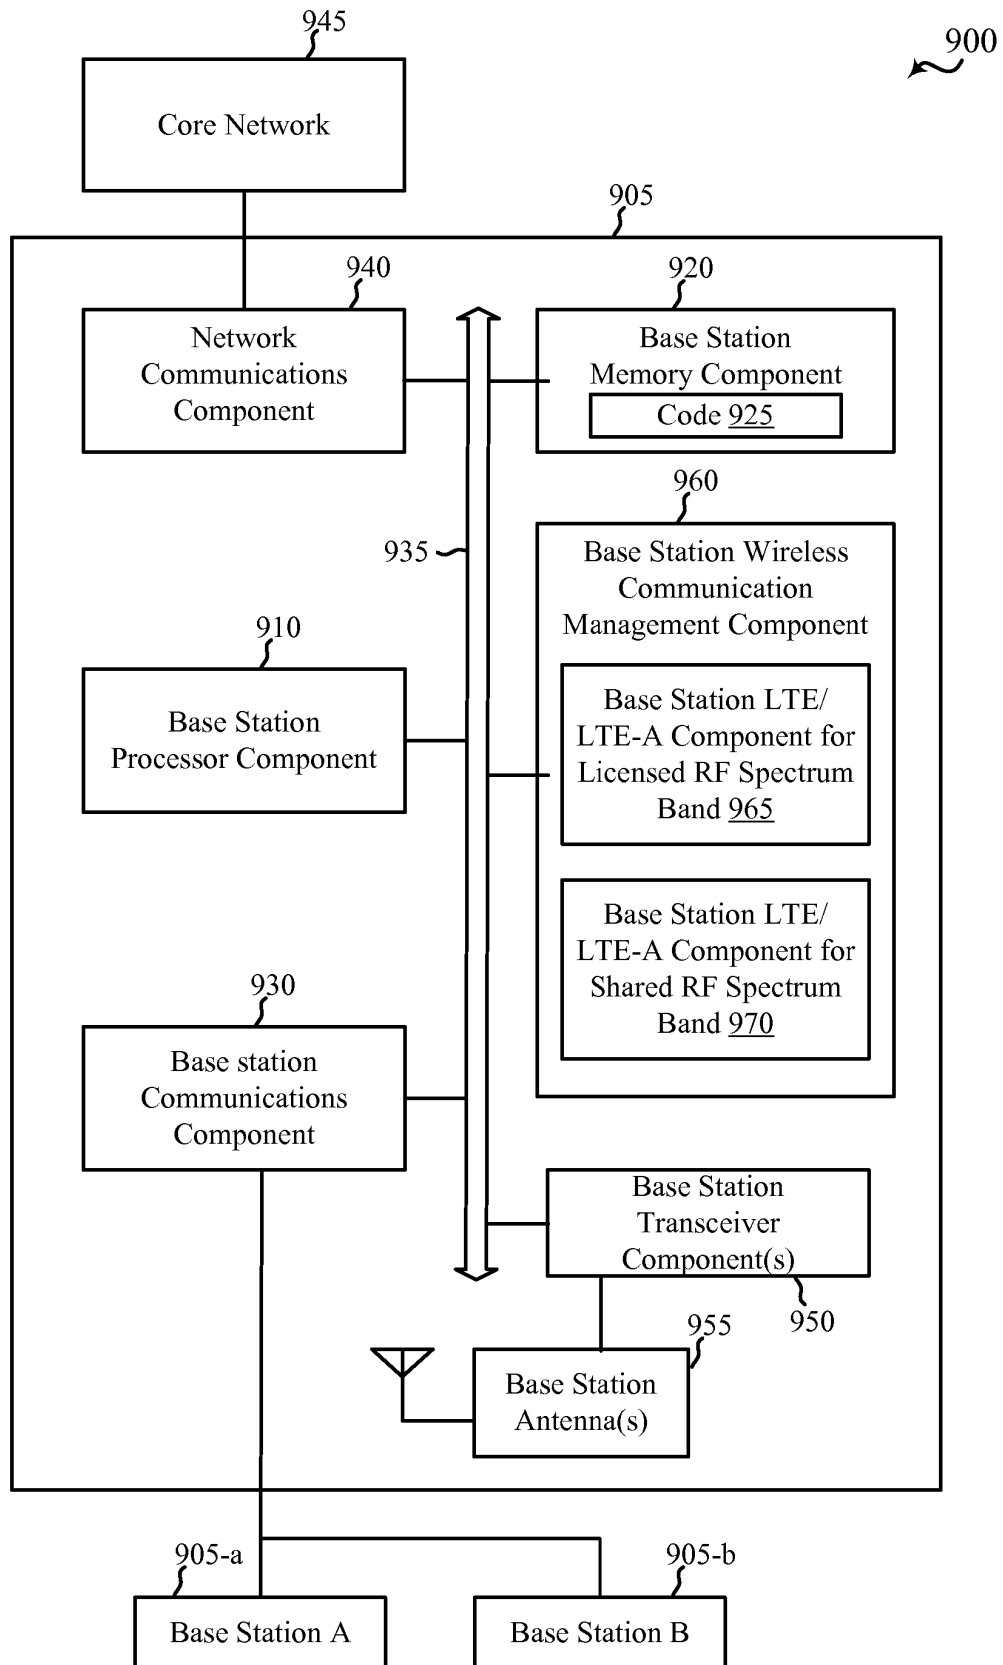 945
900
Core Network
905
940
920
Network
Communications
Component
Base Station
Memory Component
Code 925
960
935
Base Station Wireless
Communication
Management Component
910
Base Station
Processor Component
Base Station LTE/
LTE-A Component for
Licensed RF Spectrum
Band 965
Base Station LTE/
LTE-A Component for
Shared RF Spectrum
Band 970
930
Base station
Communications
Component
Base Station
Transceiver
Component(s)
950
955
Base Station
Antenna(s)
905-a
905-b
Base Station A
Base Station B